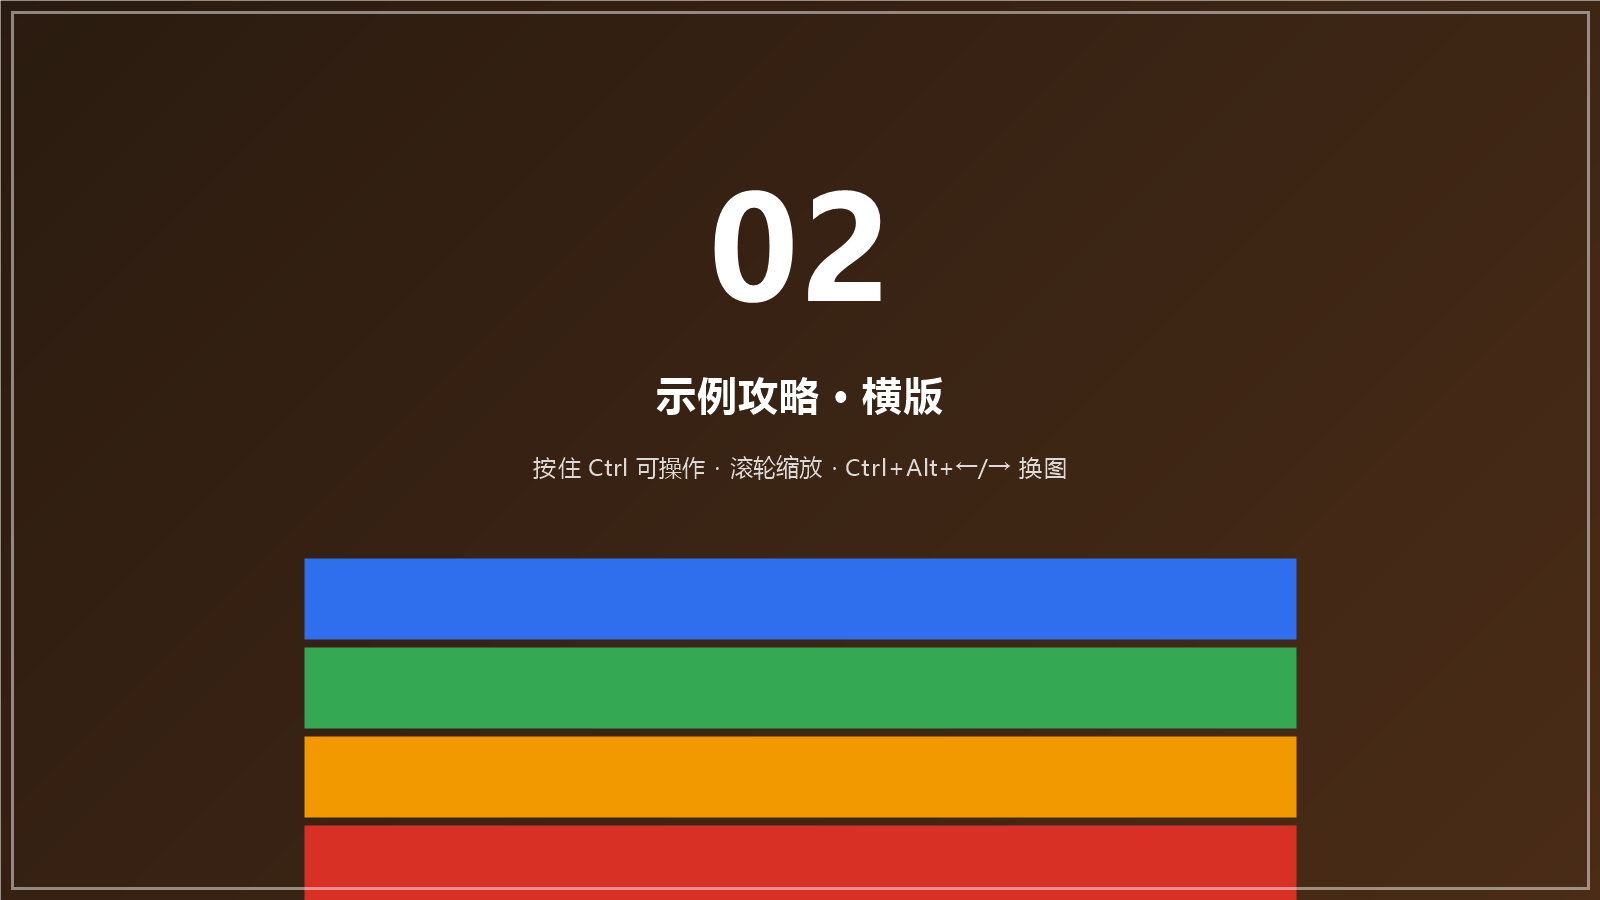 02
示例攻略 · 横版
按住 Ctrl 可操作 · 滚轮缩放 · Ctrl+Alt+←/→ 换图